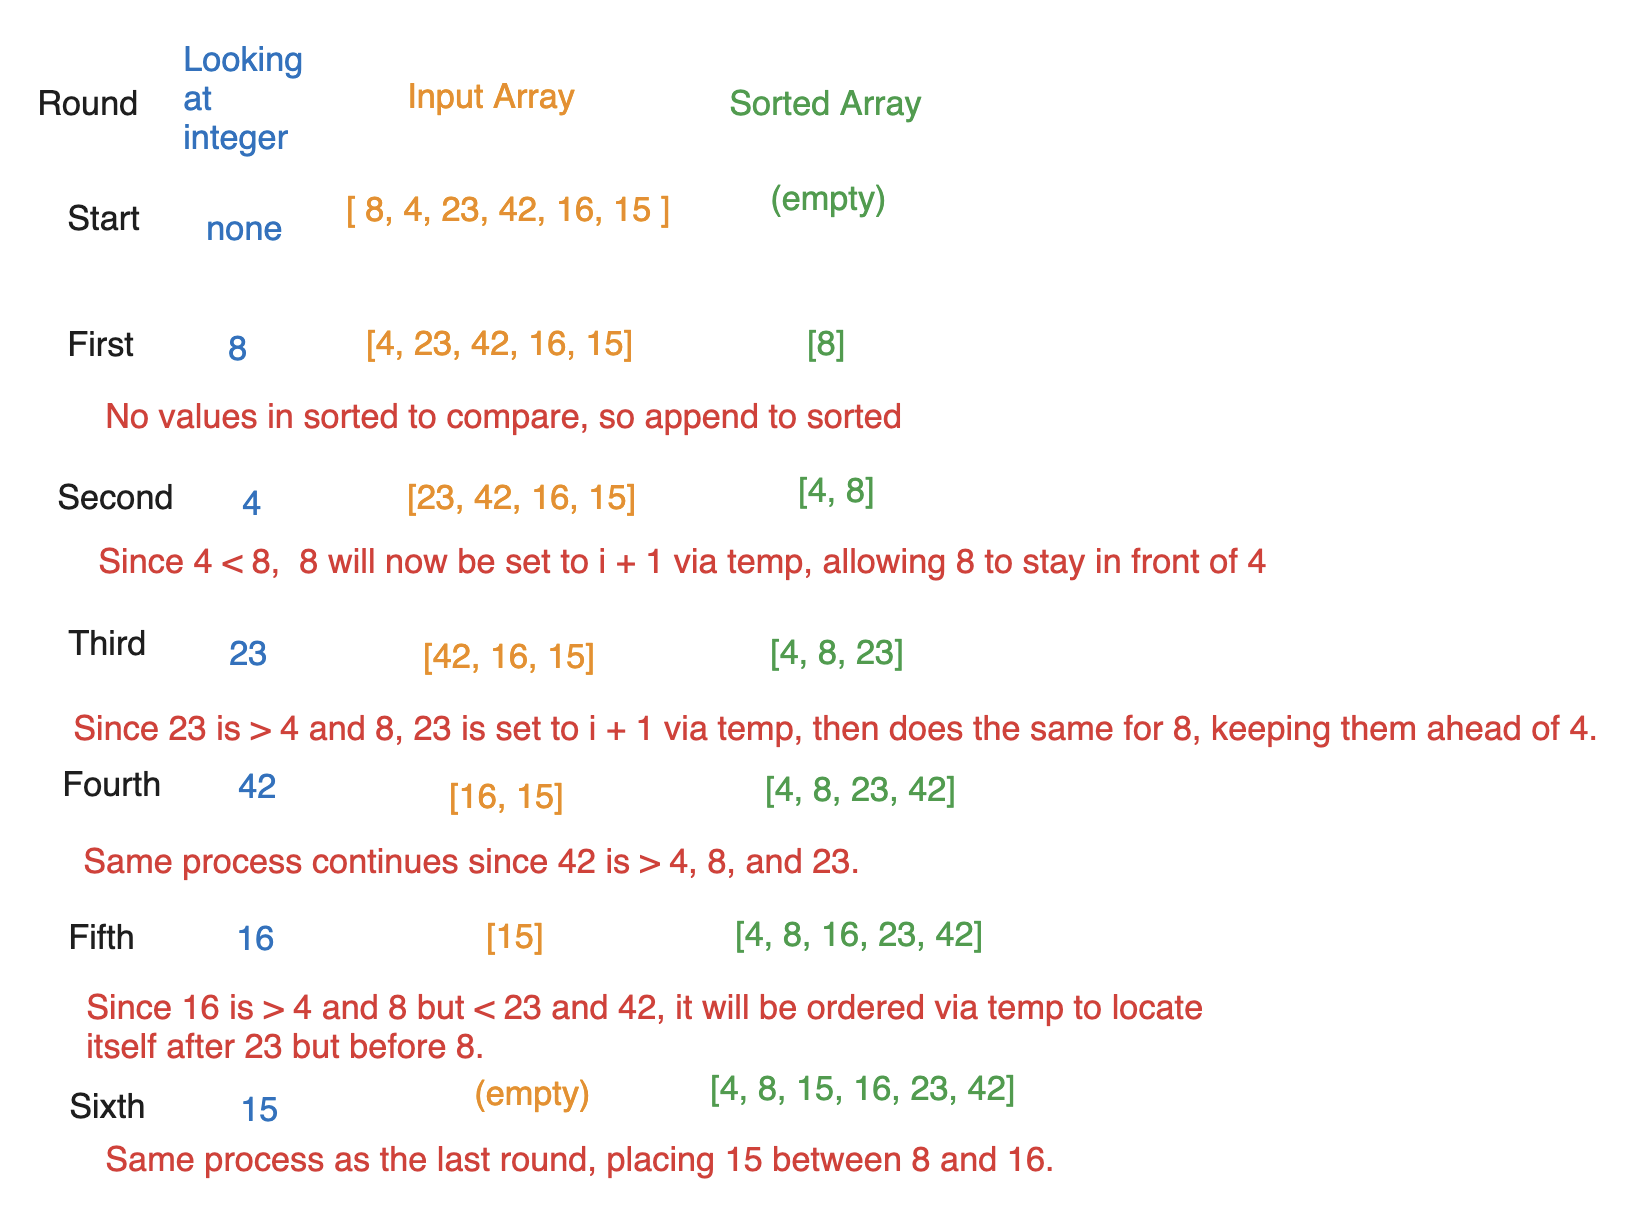 Round
Looking
at
integer
Input Array
Sorted Array
Start
none
[ 8, 4, 23, 42, 16, 15 ]
(empty)
First
8
[4, 23, 42, 16, 15]
[8]
No values in sorted to compare, so append to sorted
Second
4
[23, 42, 16, 15]
[4, 8]
Since 4 < 8,  8 will now be set to i + 1 via temp, allowing 8 to stay in front of 4
Third
23
[42, 16, 15]
[4, 8, 23]
Since 23 is > 4 and 8, 23 is set to i + 1 via temp, then does the same for 8, keeping them ahead of 4.
Fourth
42
[16, 15]
[4, 8, 23, 42]
Same process continues since 42 is > 4, 8, and 23.
Fifth
16
[15]
[4, 8, 16, 23, 42]
Since 16 is > 4 and 8 but < 23 and 42, it will be ordered via temp to locate
itself after 23 but before 8.
Sixth
15
(empty)
[4, 8, 15, 16, 23, 42]
Same process as the last round, placing 15 between 8 and 16.